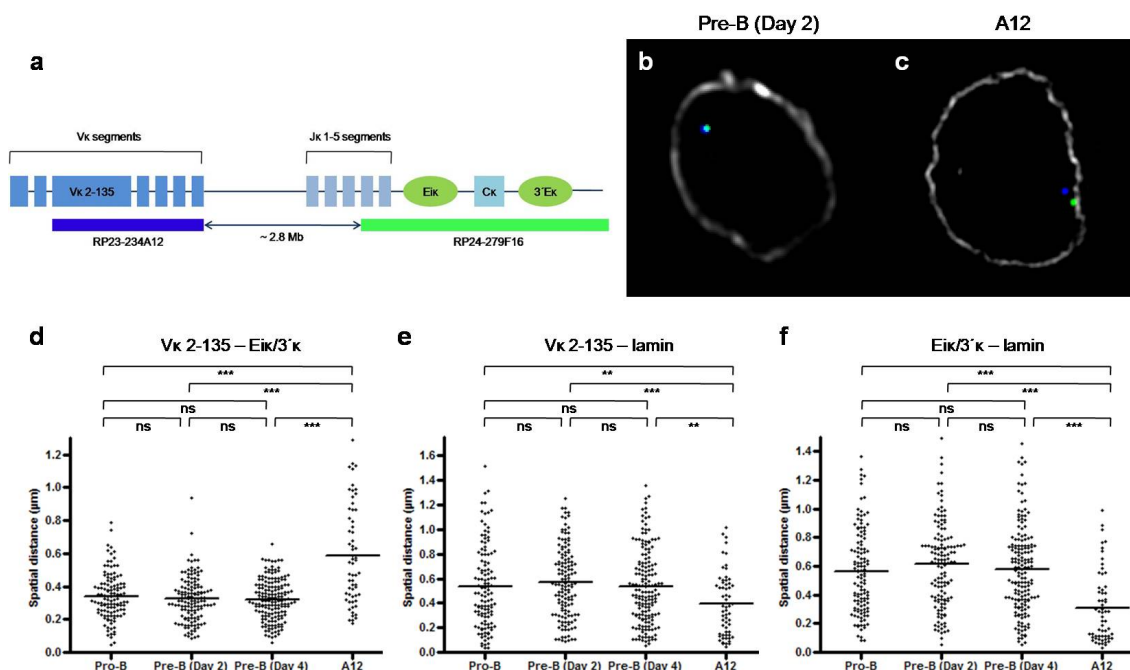 Pre-B (Day 2) A12
a b c
Vκ segments Jκ 1-5 segments
Vκ 2-135 Eiκ Cκ 3´Eκ
RP23-234A12 ~ 2.8 Mb RP24-279F16
d Vκ 2-135 – Eiκ/3´κ
***
***
ns
ns ns ***
Spatial distance (µm)
1.2
1.0
0.8
0.6
0.4
0.2
0.0
Pro-B Pre-B (Day 2) Pre-B (Day 4) A12
e Vκ 2-135 – lamin
**
***
ns
ns ns **
Spatial distance (µm)
1.6
1.4
1.2
1.0
0.8
0.6
0.4
0.2
0.0
Pro-B Pre-B (Day 2) Pre-B (Day 4) A12
f Eiκ/3´κ – lamin
***
***
ns
ns ns ***
Spatial distance (µm)
1.4
1.2
1.0
0.8
0.6
0.4
0.2
0.0
Pro-B Pre-B (Day 2) Pre-B (Day 4) A12